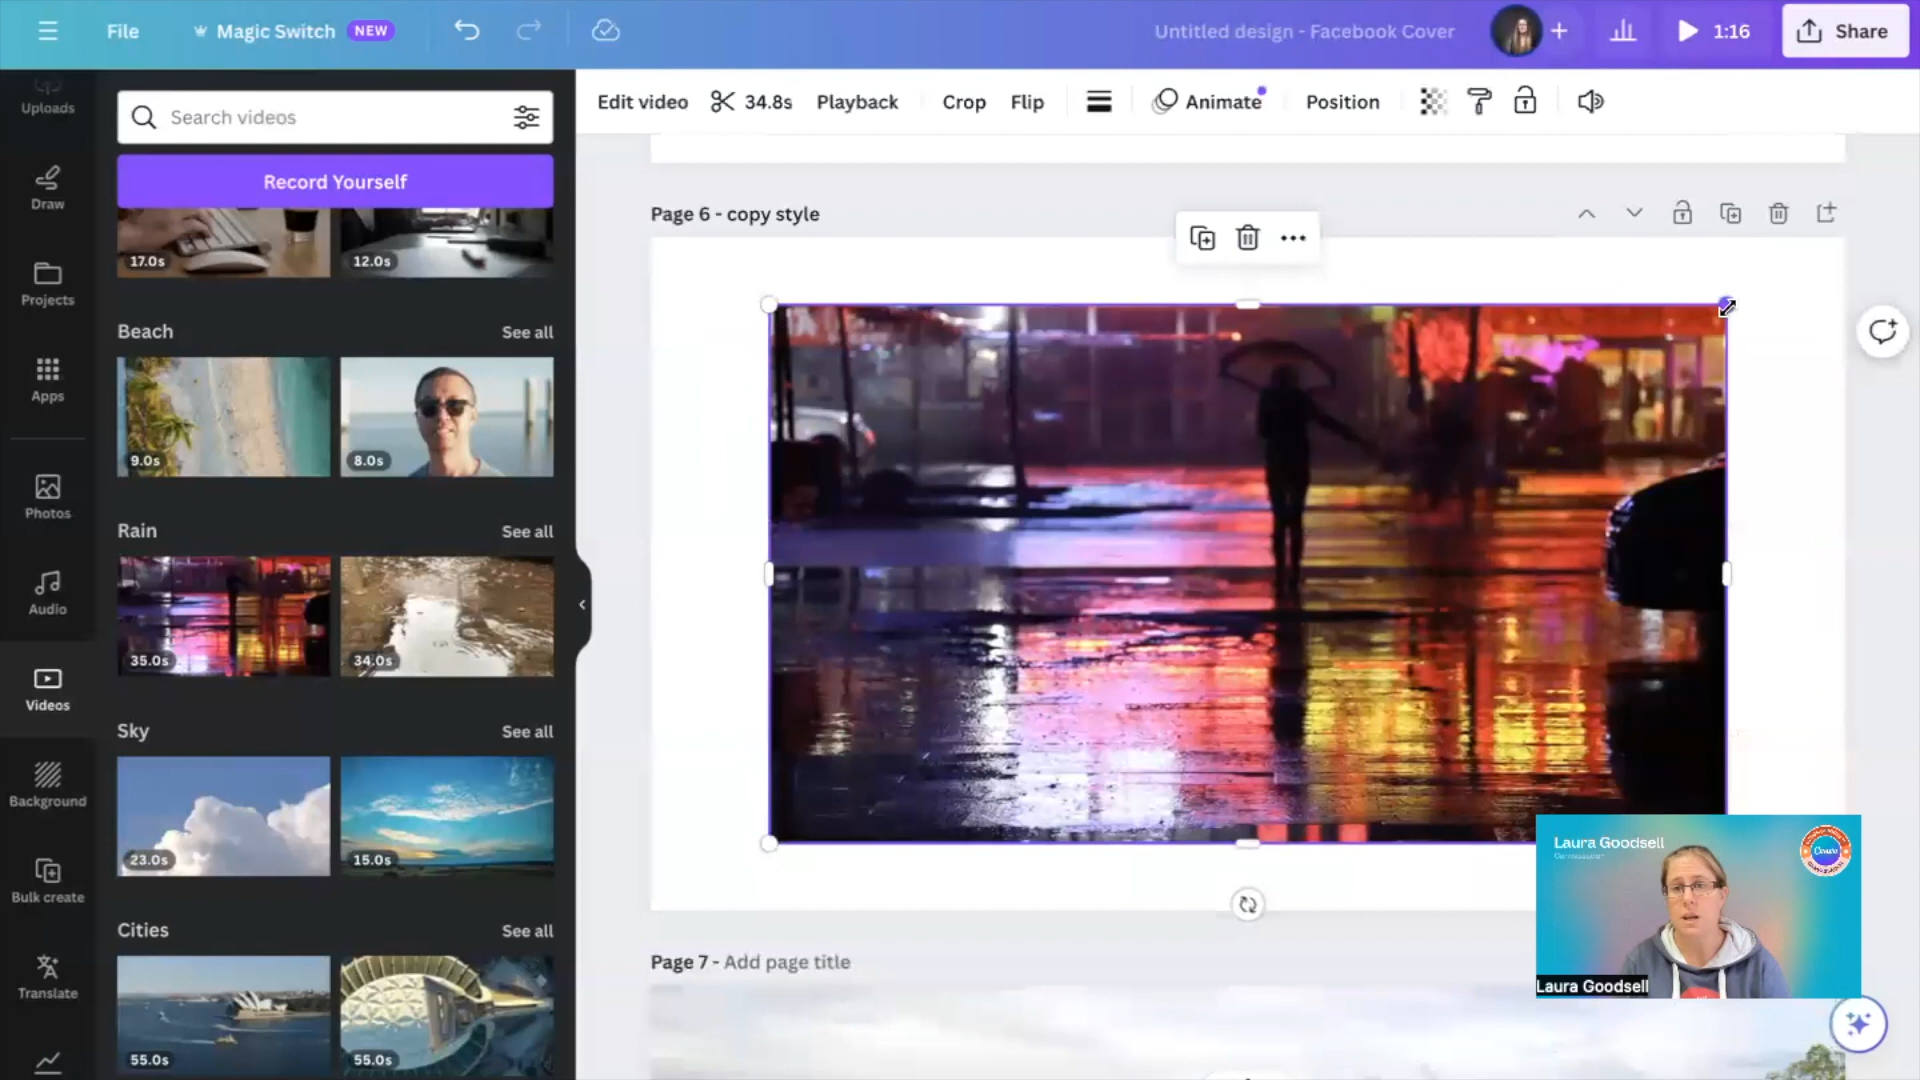 File
Magic Switch NEW
Untitled design - Facebook Cover
1:16
Share
Uploads
Draw
Projects
Apps
Photos
Audio
Videos
Background
Bulk create
Translate
Search videos
Record Yourself
17.0s
12.0s
Beach
See all
9.0s
8.0s
Rain
See all
35.0s
34.0s
Sky
See all
23.0s
15.0s
Cities
See all
55.0s
55.0s
Edit video
34.8s
Playback
Crop
Flip
Animate
Position
Page 6 - copy style
Page 7 - Add page title
Laura Goodsell
Canva
Laura Goodsell